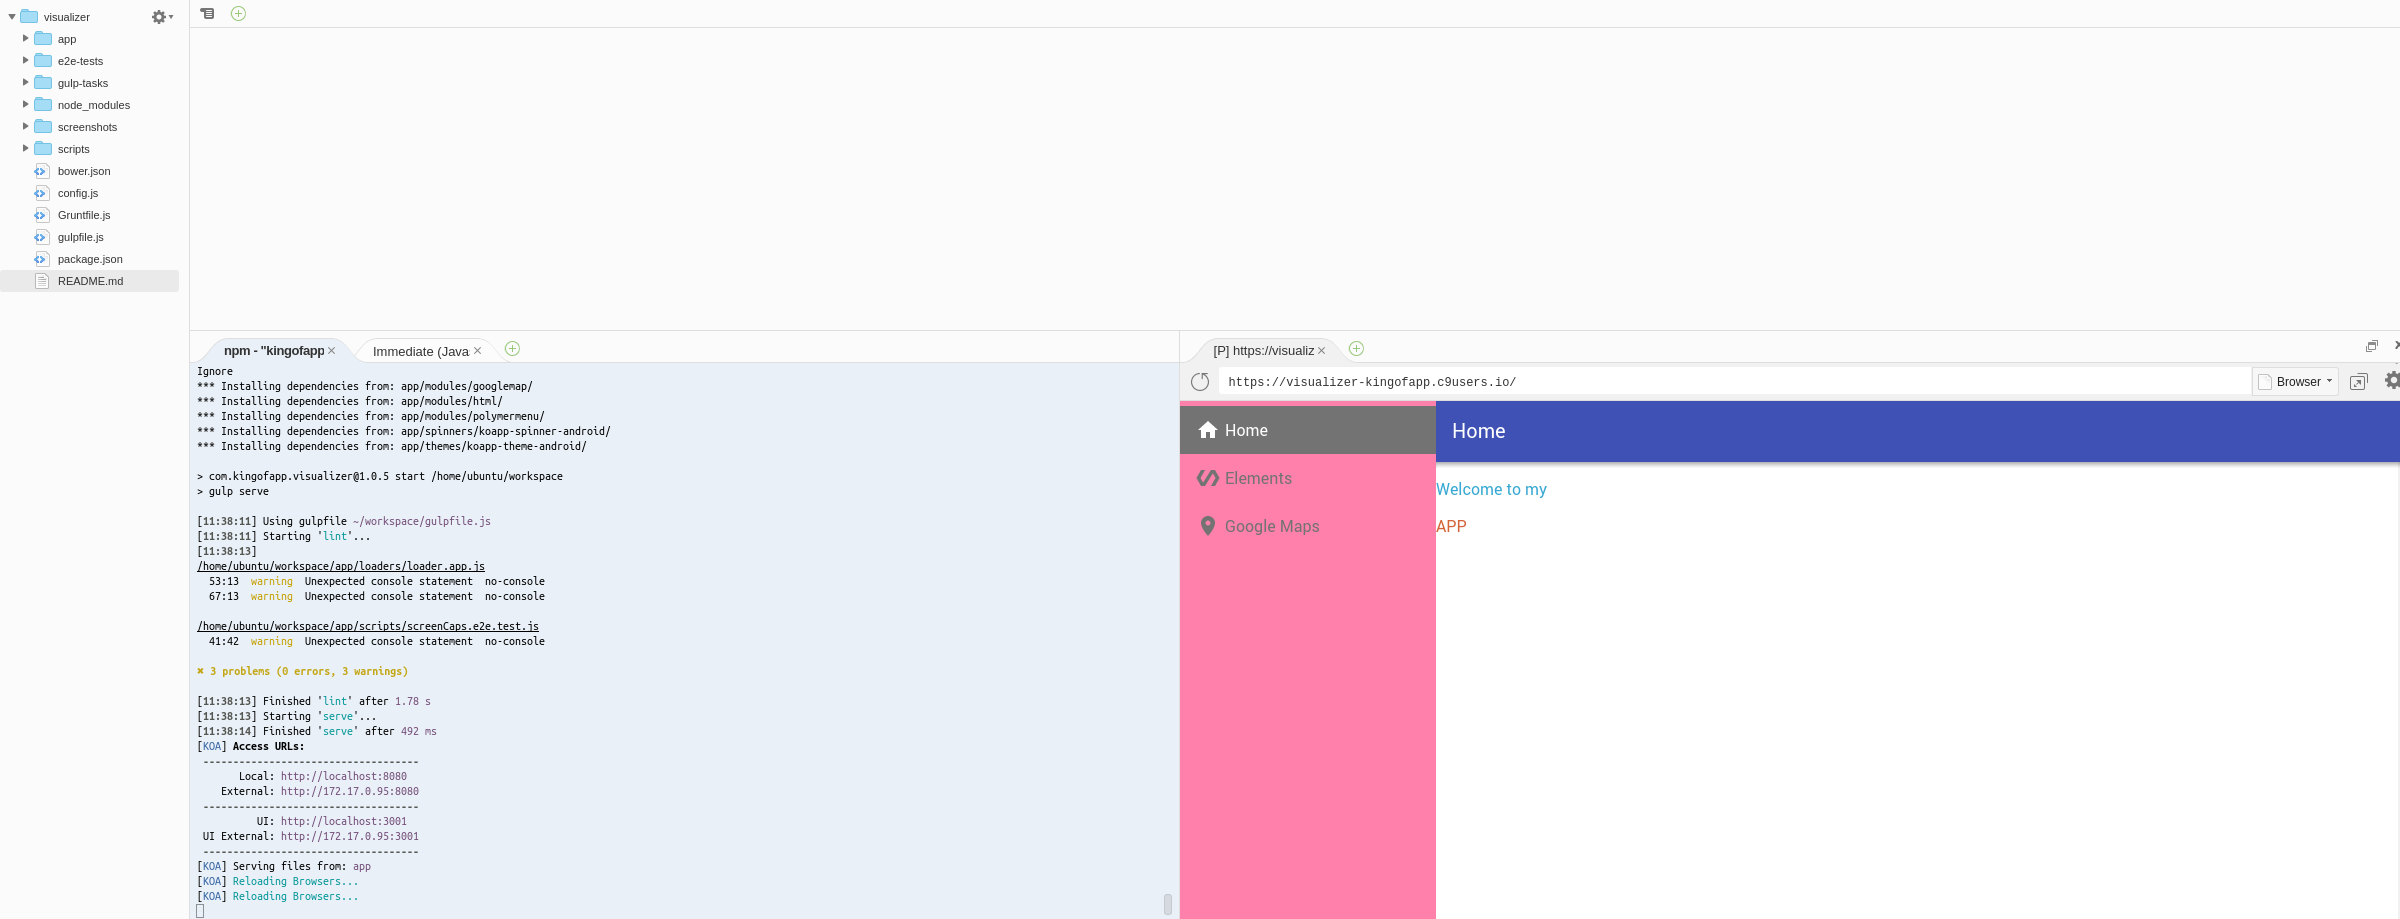 visualizer
app
e2e-tests
gulp-tasks
node_modules
screenshots
scripts
bower.json
config.js
Gruntfile.js
gulpfile.js
package.json
README.md
npm - "kingofapp
Immediate (Java
Ignore
*** Installing dependencies from: app/modules/googlemap/
*** Installing dependencies from: app/modules/html/
*** Installing dependencies from: app/modules/polymermenu/
*** Installing dependencies from: app/spinners/koapp-spinner-android/
*** Installing dependencies from: app/themes/koapp-theme-android/
> com.kingofapp.visualizer@1.0.5 start /home/ubuntu/workspace
> gulp serve
[11:38:11] Using gulpfile ~/workspace/gulpfile.js
[11:38:11] Starting 'lint'...
[11:38:13]
/home/ubuntu/workspace/app/loaders/loader.app.js
53:13  warning  Unexpected console statement  no-console
67:13  warning  Unexpected console statement  no-console
/home/ubuntu/workspace/app/scripts/screenCaps.e2e.test.js
41:42  warning  Unexpected console statement  no-console
✖ 3 problems (0 errors, 3 warnings)
[11:38:13] Finished 'lint' after 1.78 s
[11:38:13] Starting 'serve'...
[11:38:14] Finished 'serve' after 492 ms
[KOA] Access URLs:
------------------------------------
Local: http://localhost:8080
External: http://172.17.0.95:8080
------------------------------------
UI: http://localhost:3001
UI External: http://172.17.0.95:3001
------------------------------------
[KOA] Serving files from: app
[KOA] Reloading Browsers...
[KOA] Reloading Browsers...
[P] https://visualiz
https://visualizer-kingofapp.c9users.io/
Browser
Home
Elements
Google Maps
Home
Welcome to my
APP